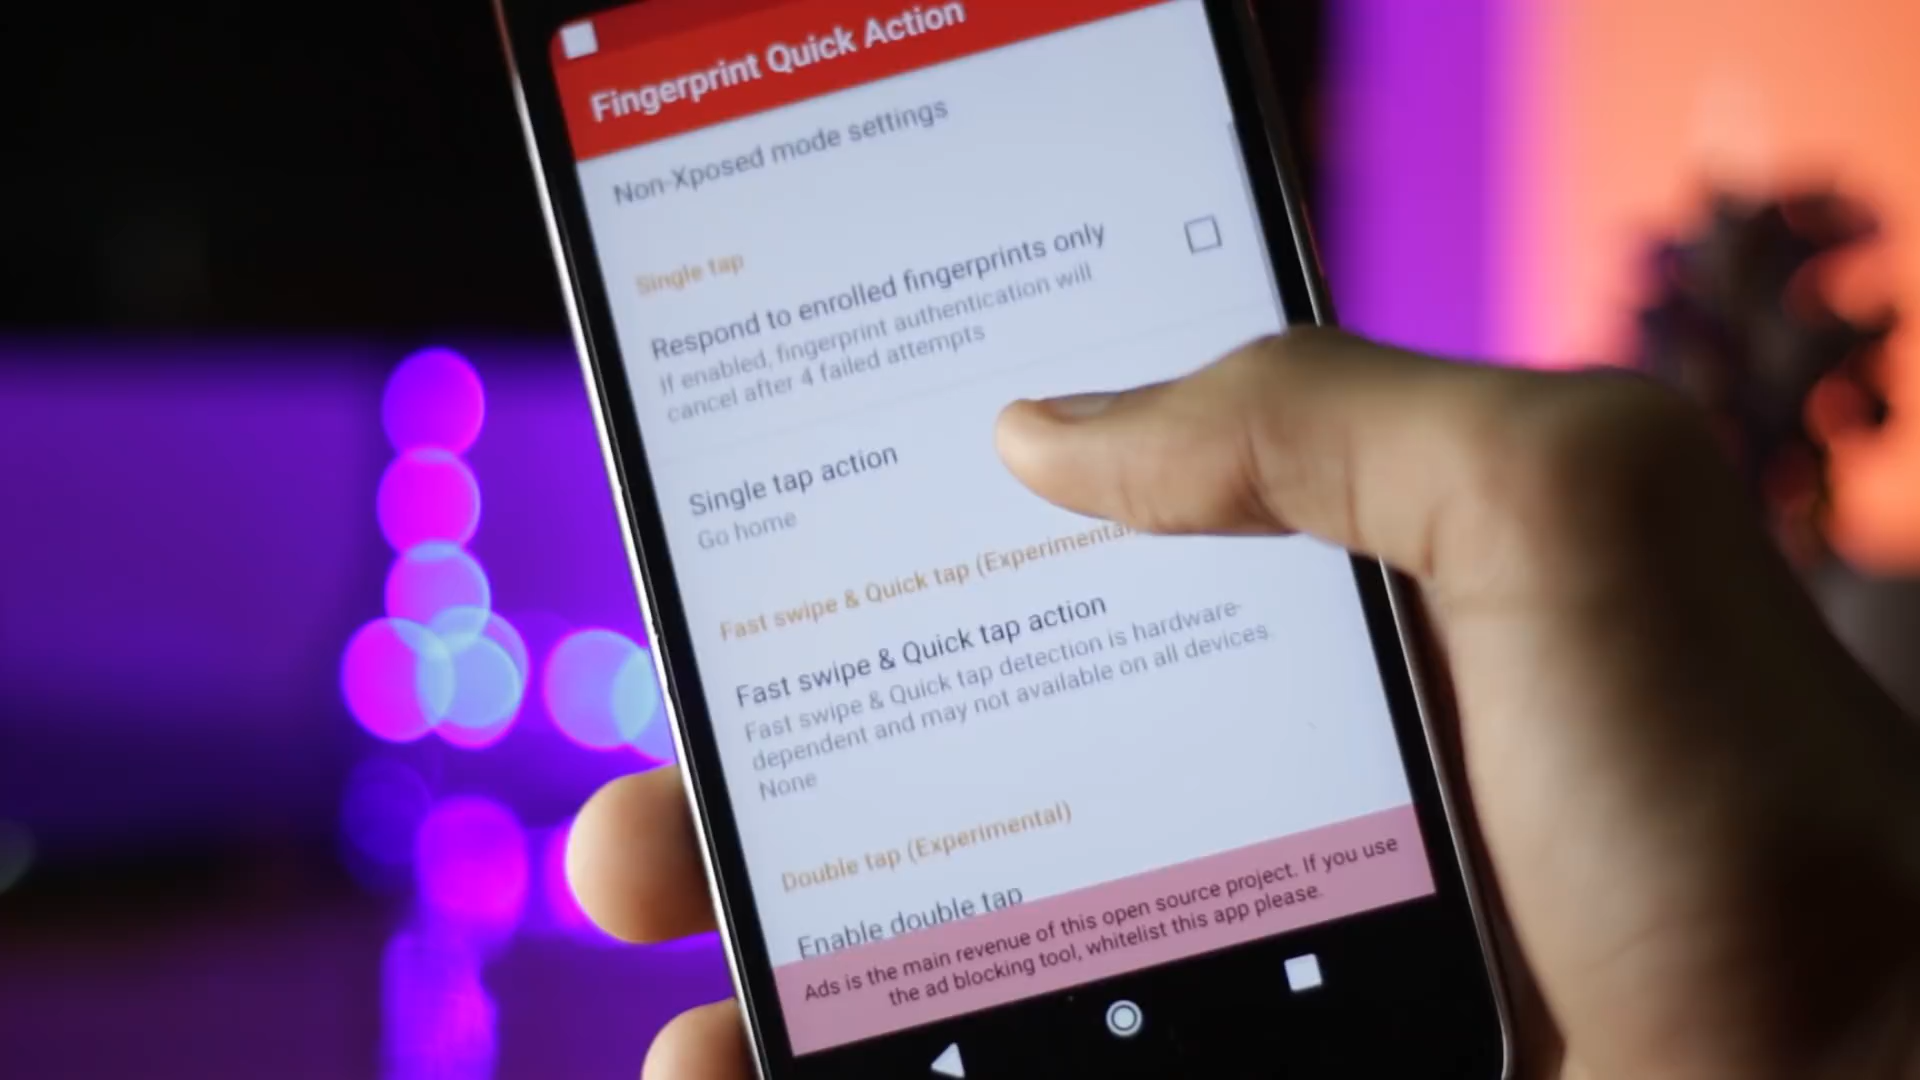 Fingerprint Quick Action
Non-Xposed mode settings
Single tap
Respond to enrolled fingerprints only
If enabled, fingerprint authentication will
cancel after 4 failed attempts
Single tap action
Go home
Fast swipe & Quick tap (Experimental
Fast swipe & Quick tap action
Fast swipe & Quick tap detection is hardware-
dependent and may not available on all devices.
None
Double tap (Experimental)
Enable double tap
Ads is the main revenue of this open source project. If you use
the ad blocking tool, whitelist this app please.